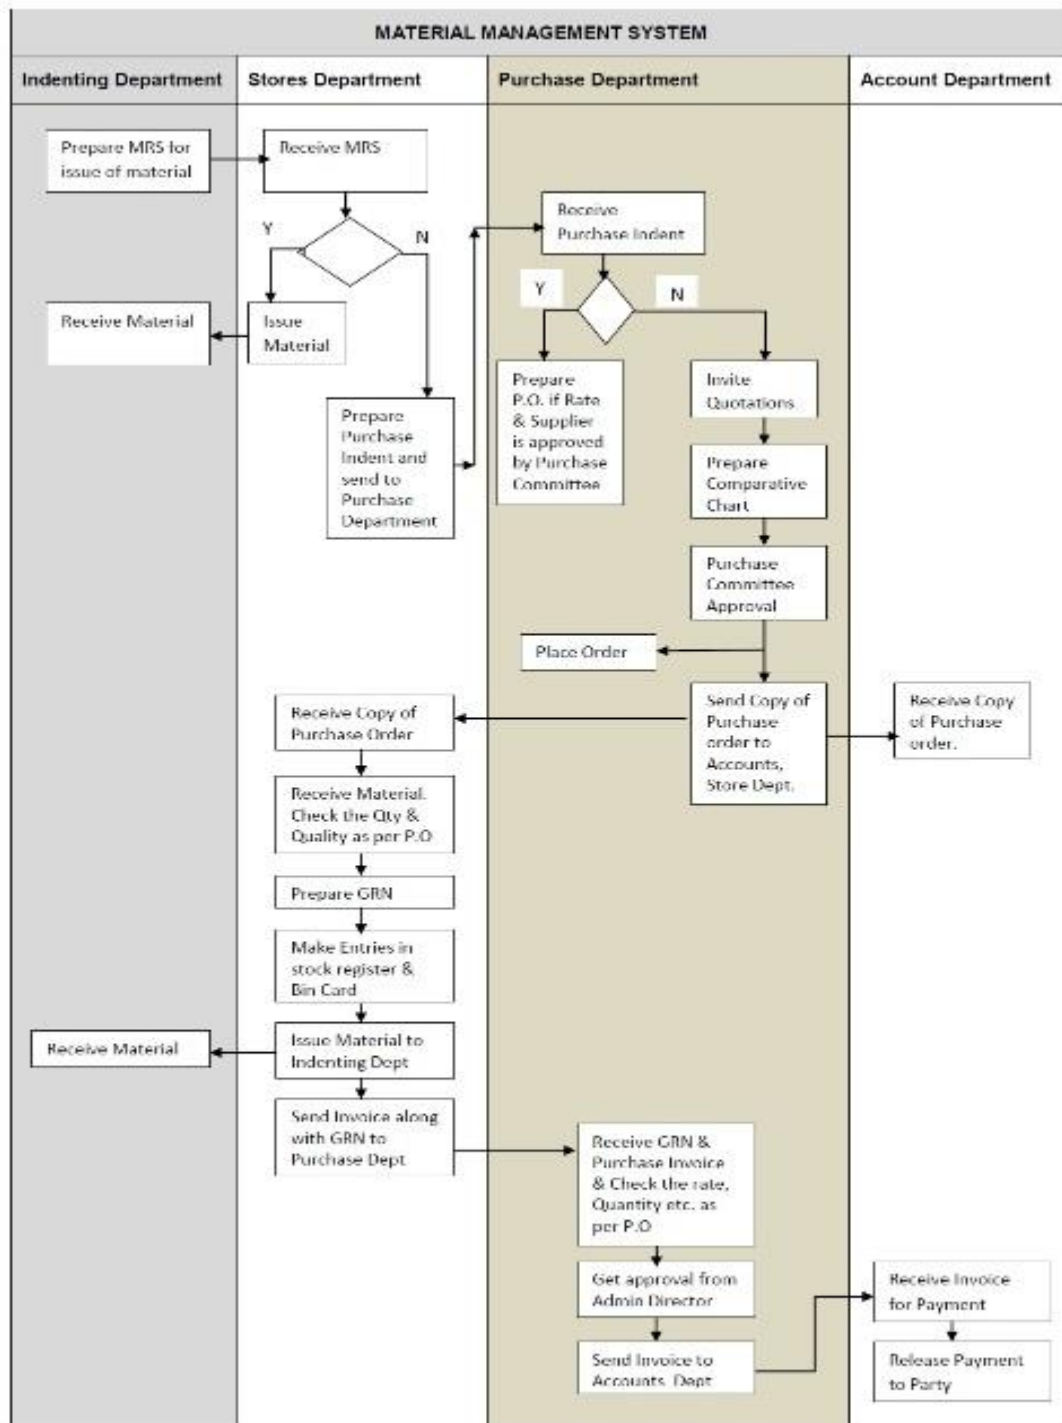 MATERIAL MANAGEMENT SYSTEM
Indenting Department
Stores Department
Purchase Department
Account Department
Prepare MRS for
issue of material
Receive MRS
Y
N
Receive
Purchase Indent
Y
N
Receive Material
Issue
Material
Prepare
P.O. if Rate
& Supplier
is approved
by Purchase
Committee
Invite
Quotations
Prepare
Purchase
Indent and
send to
Purchase
Department
Prepare
Comparative
Chart
Purchase
Committee
Approval
Place Order
Receive Copy of
Purchase Order
Send Copy of
Purchase
order to
Accounts,
Store Dept.
Receive Copy
of Purchase
order.
Receive Material.
Check the Qty &
Quality as per P.O
Prepare GRN
Make Entries in
stock register &
Bin Card
Receive Material
Issue Material to
Indenting Dept
Send Invoice along
with GRN to
Purchase Dept
Receive GRN &
Purchase Invoice
& Check the rate,
Quantity etc. as
per P.O
Get approval from
Admin Director
Receive Invoice
for Payment
Send Invoice to
Accounts Dept
Release Payment
to Party